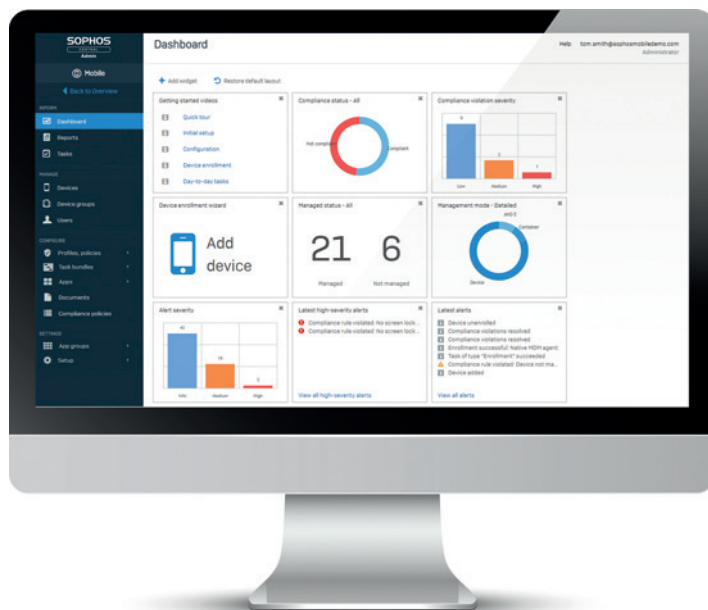 SOPHOS
CENTRAL
Admin
Mobile
Back to Overview
INFORM
Dashboard
Reports
Tasks
MANAGE
Devices
Device groups
Users
CONFIGURE
Profiles, policies
Task bundles
Apps
Documents
Compliance policies
SETTINGS
App groups
Setup
Dashboard
Help tom.smith@sophosmobiledemo.com
Administrator
Add widget Restore default layout
Getting started videos
Quick tour
Initial setup
Configuration
Device enrollment
Day-to-day tasks
Compliance status - All
Not compliant
Compliant
Compliance violation severity
Low Medium High
Device enrollment wizard
Add
device
Managed status - All
21 6
Managed Not managed
Management mode - Detailed
Container
Device
Alert severity
Info Medium High
Latest high-severity alerts
Compliance rule violated: No screen lock...
Compliance rule violated: No screen lock...
View all high-severity alerts
Latest alerts
Device unenrolled
Compliance violations resolved
Compliance violations resolved
Enrollment successful: Native MDM agent
Task of type "Enrollment" succeeded
Compliance rule violated: Device not ma...
Device added
View all alerts